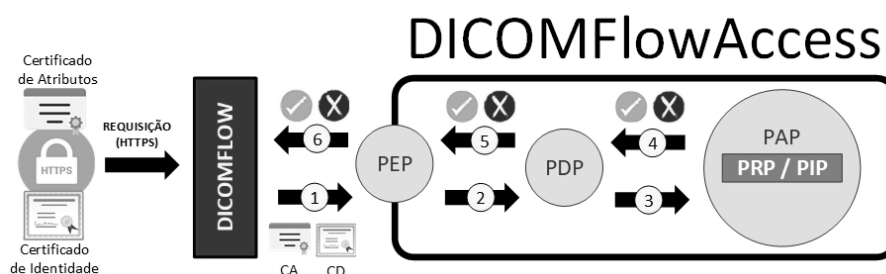 DICOMFlowAccess
Certificado
de Atributos
REQUISIÇÃO
(HTTPS)
HTTPS
Certificado
de Identidade
DICOMFLOW
6
1
CA
CD
PEP
5
2
PDP
4
3
PAP
PRP / PIP